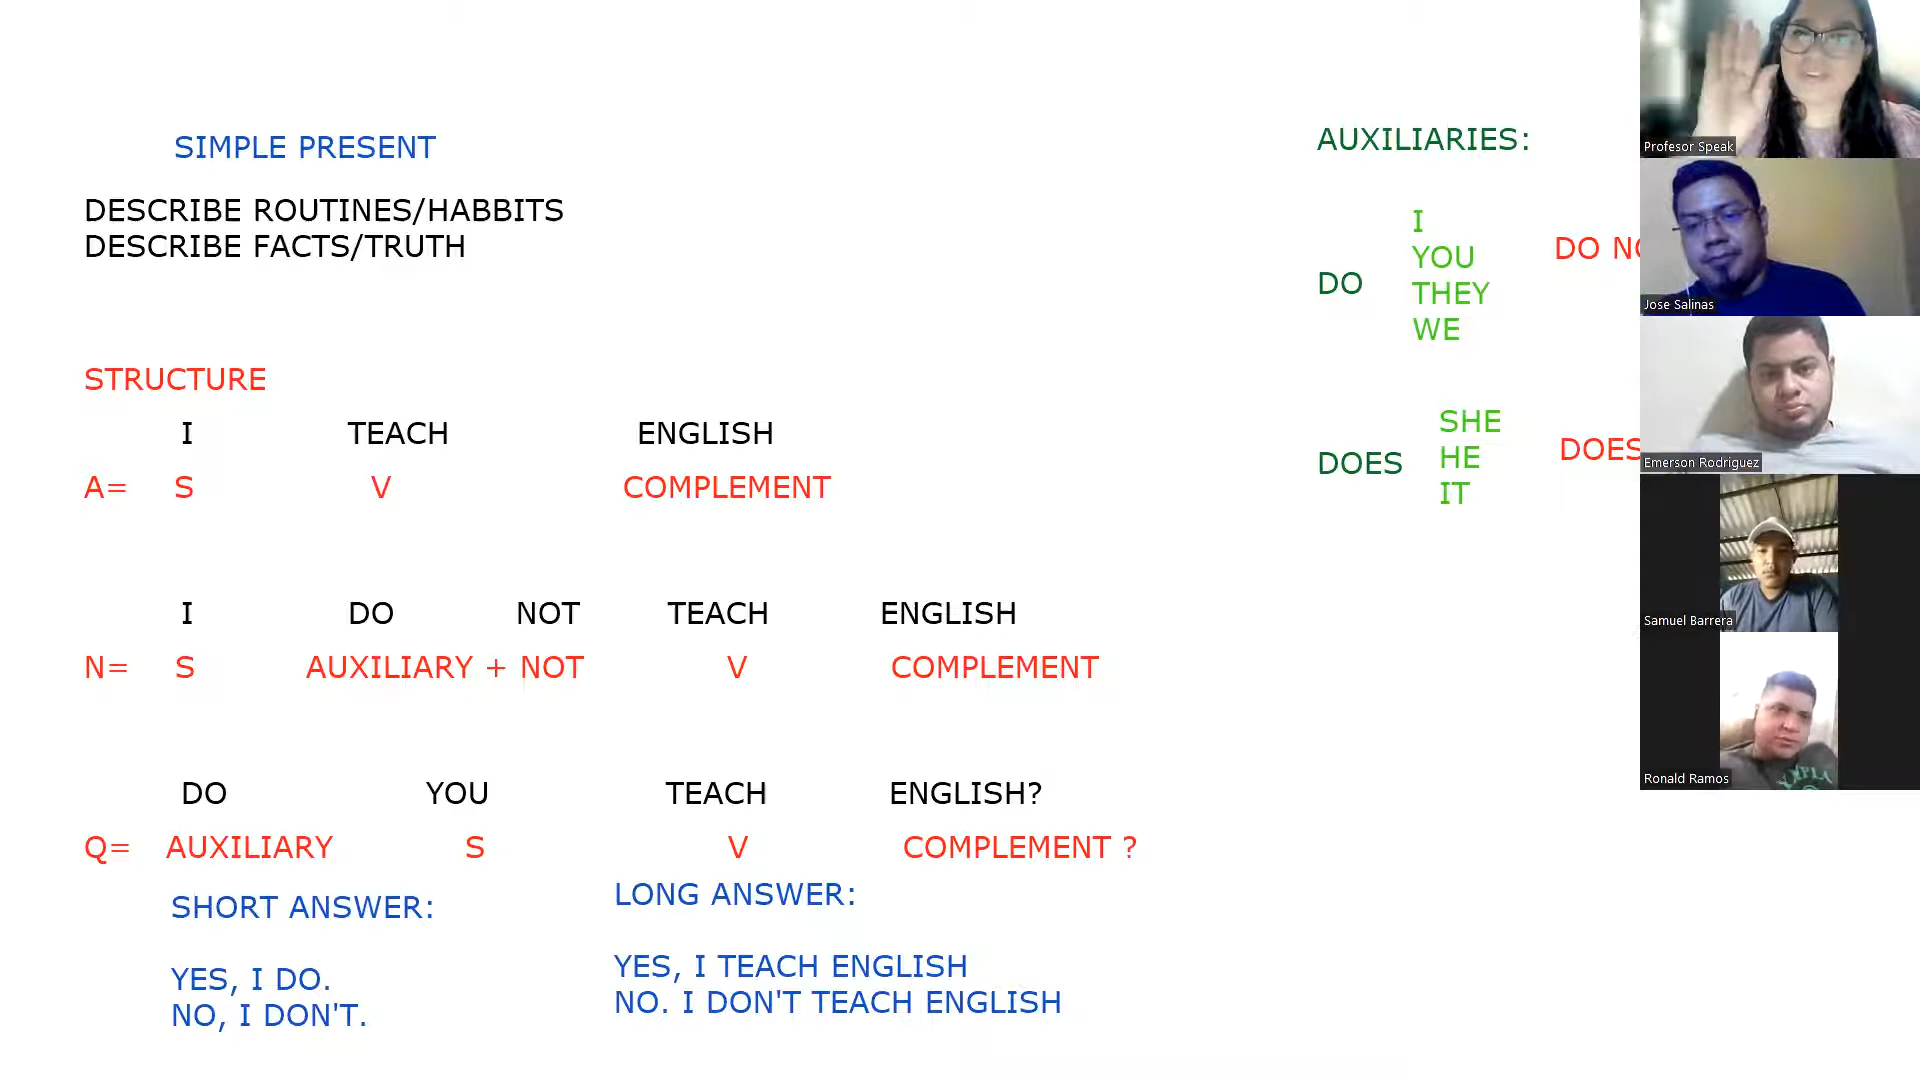 SIMPLE PRESENT
DESCRIBE ROUTINES/HABBITS
DESCRIBE FACTS/TRUTH
STRUCTURE
I TEACH ENGLISH
A= S V COMPLEMENT
I DO NOT TEACH ENGLISH
N= S AUXILIARY + NOT V COMPLEMENT
DO YOU TEACH ENGLISH?
Q= AUXILIARY S V COMPLEMENT ?
SHORT ANSWER:
YES, I DO.
NO, I DON'T.
LONG ANSWER:
YES, I TEACH ENGLISH
NO. I DON'T TEACH ENGLISH
AUXILIARIES:
DO
I
YOU
THEY
WE
DO
DOES
SHE
HE
IT
DOES
Profesor Speak
Jose Salinas
Emerson Rodriguez
Samuel Barrera
Ronald Ramos